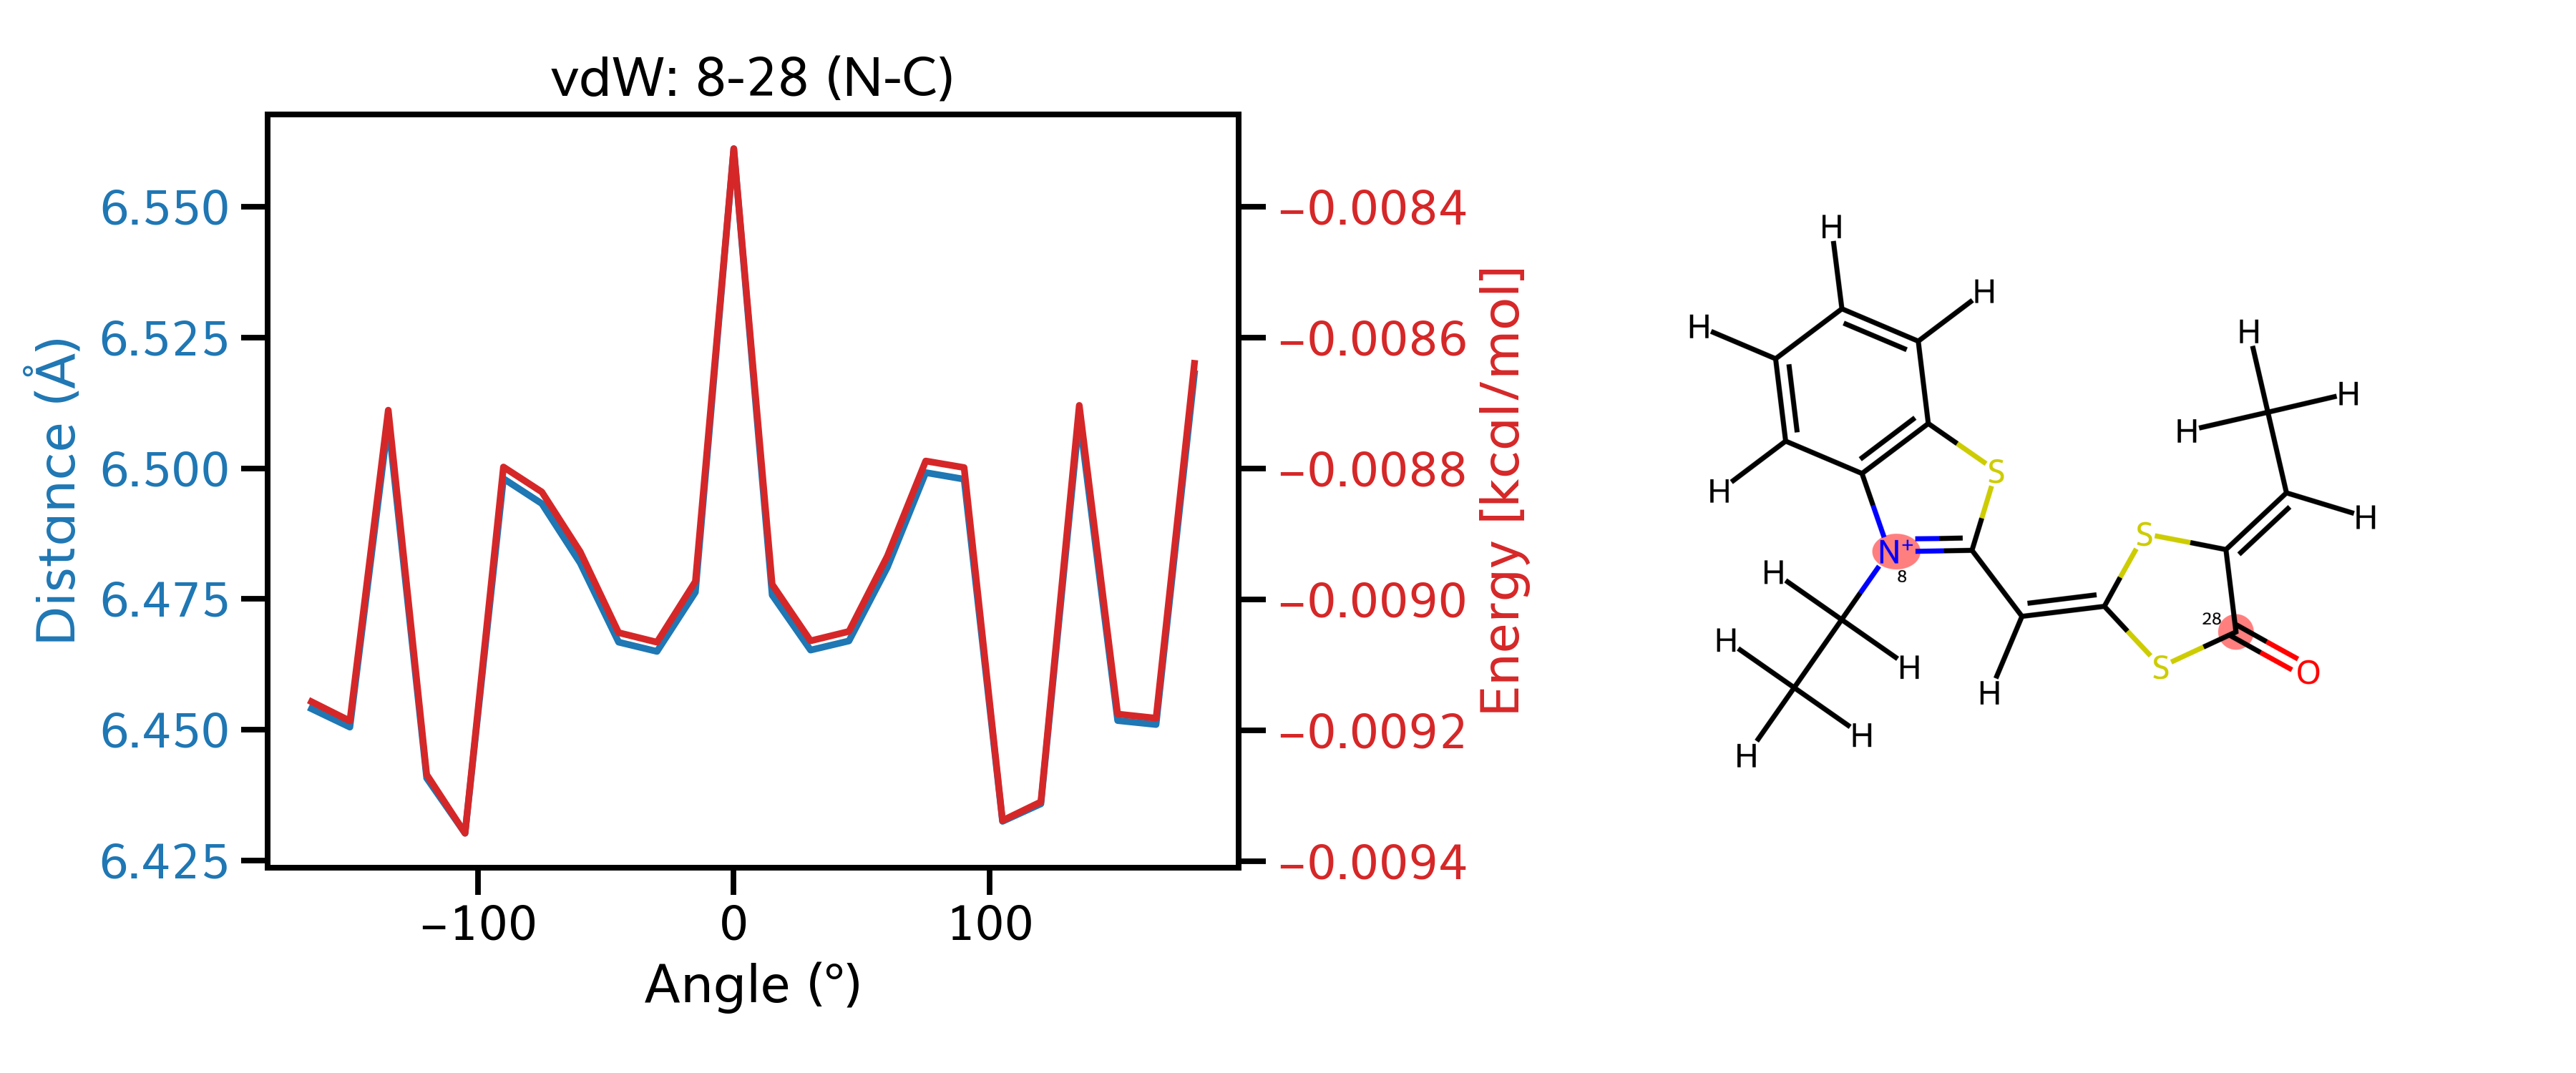 vdW: 8-28 (N-C)
Distance (Å)
6.550
6.525
6.500
6.475
6.450
6.425
−0.0084
−0.0086
−0.0088
−0.0090
−0.0092
−0.0094
Energy [kcal/mol]
−100
0
100
Angle (°)
H
H
H
H
H
H
S
H
S
H
N+
8
H
H
28
H
S
O
H
H
H
H